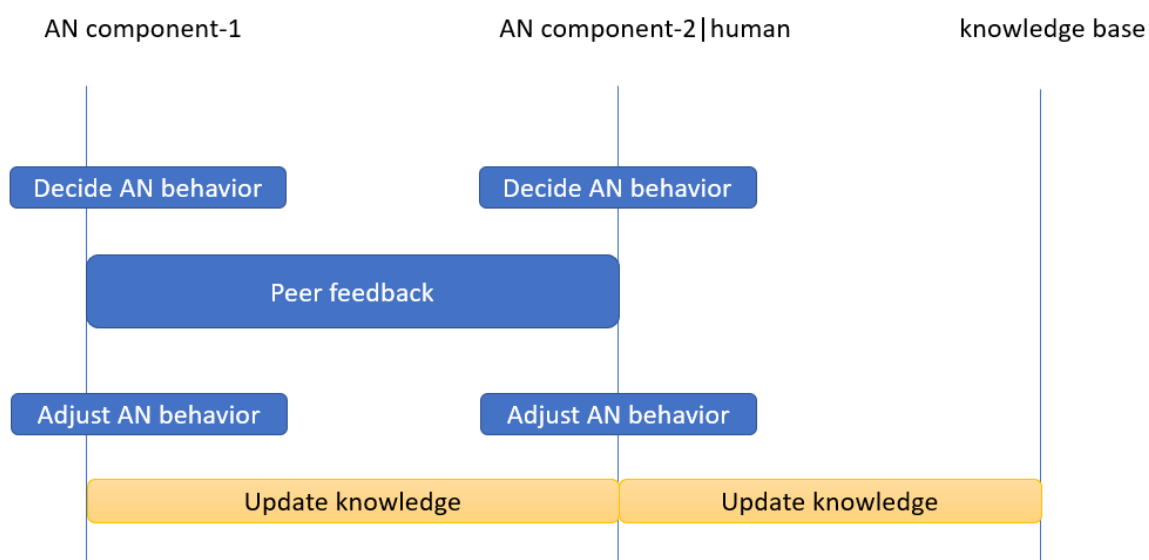 AN component-1
AN component-2|human
knowledge base
Decide AN behavior
Decide AN behavior
Peer feedback
Adjust AN behavior
Adjust AN behavior
Update knowledge
Update knowledge